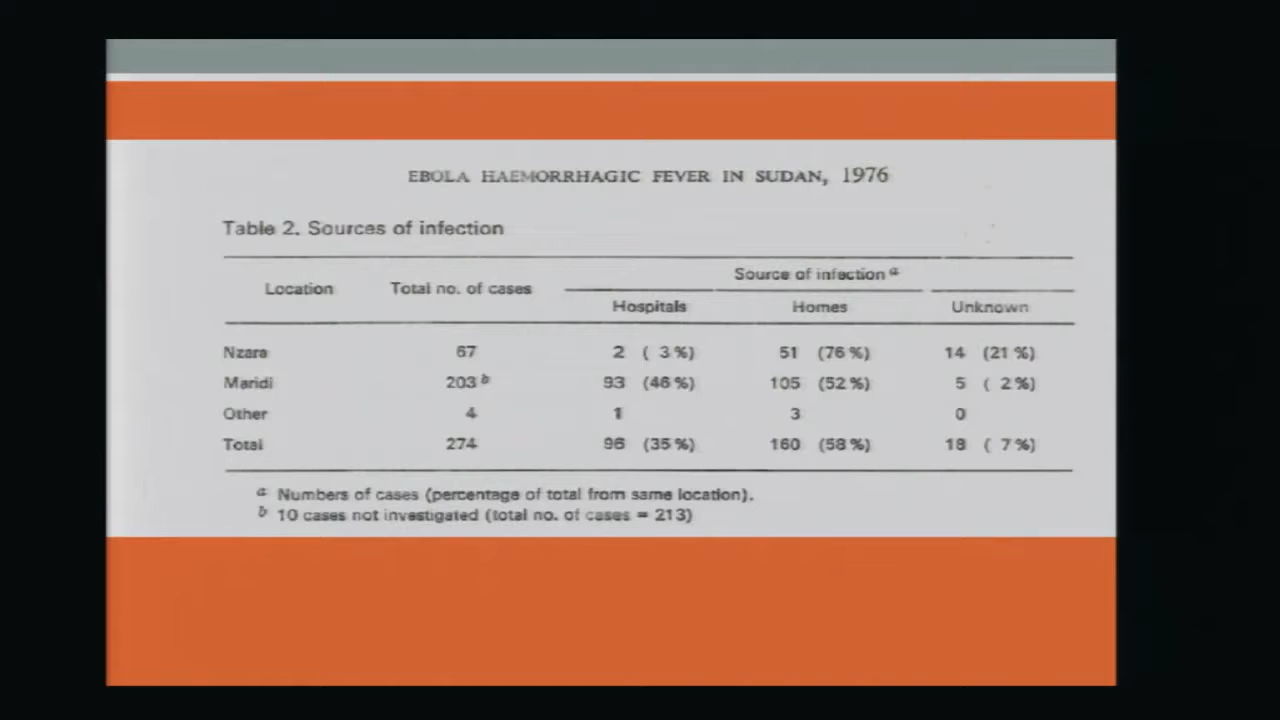 EBOLA HAEMORRHAGIC FEVER IN SUDAN, 1976
Table 2. Sources of infection
Location Total no. of cases Source of infection a
Hospitals Homes Unknown
Nzara 67 2 ( 3%) 51 (76%) 14 (21%)
Maridi 203 b 93 (46%) 105 (52%) 5 ( 2%)
Other 4 1 3 0
Total 274 96 (35%) 160 (58%) 18 ( 7%)
a Numbers of cases (percentage of total from same location).
b 10 cases not investigated (total no. of cases = 213)